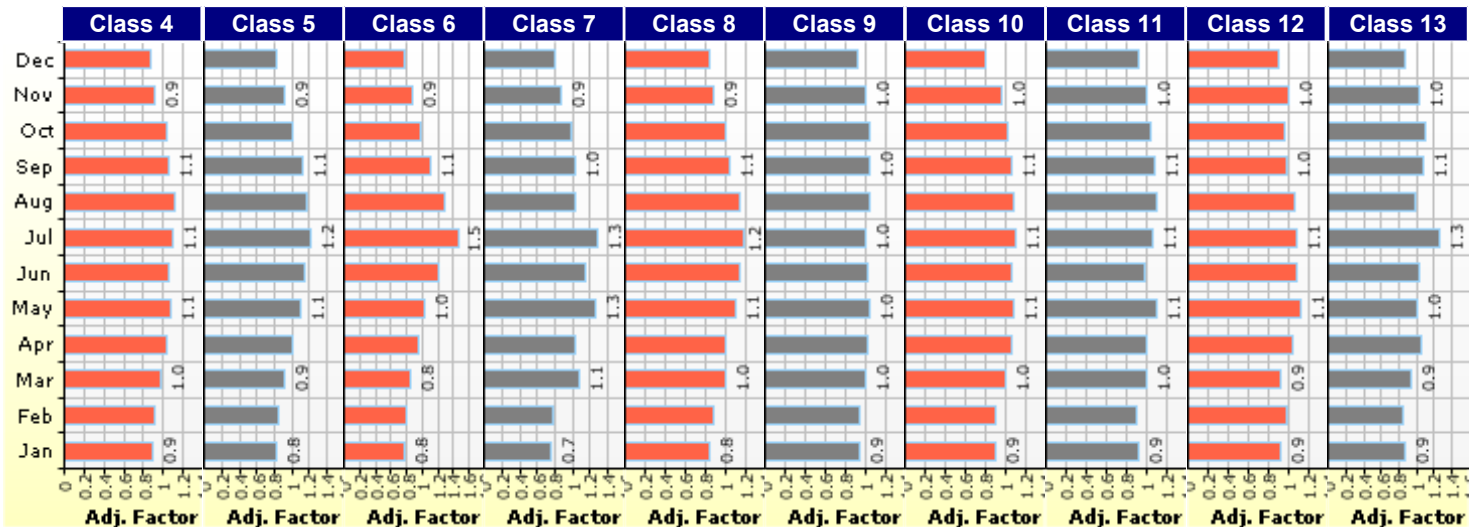 Class 4 Class 5 Class 6 Class 7 Class 8 Class 9 Class 10 Class 11 Class 12 Class 13
Dec
Nov 0.9 0.9 0.9 0.9 0.9 1.0 1.0 1.0 1.0 1.0
Oct
Sep 1.1 1.1 1.1 1.0 1.1 1.0 1.1 1.1 1.0 1.1
Aug
Jul 1.1 1.2 1.5 1.3 1.2 1.0 1.1 1.1 1.1 1.3
Jun
May 1.1 1.1 1.0 1.3 1.1 1.0 1.1 1.1 1.1 1.0
Apr
Mar 1.0 0.9 0.8 1.1 1.0 1.0 1.0 1.0 0.9 0.9
Feb
Jan 0.9 0.8 0.8 0.7 0.8 0.9 0.9 0.9 0.9 0.9
0 0.2 0.4 0.6 0.8 1 1.2 0.2 0.4 0.6 0.8 1 1.2 1.4 0.2 0.4 0.6 0.8 1 1.2 1.4 1.6 0.2 0.4 0.6 0.8 1 1.2 1.4 0.2 0.4 0.6 0.8 1 1.2 0.2 0.4 0.6 0.8 1 1.2 0.2 0.4 0.6 0.8 1 1.2 0.2 0.4 0.6 0.8 1 1.2 0.2 0.4 0.6 0.8 1 1.2 0.2 0.4 0.6 0.8 1 1.2 1.4
Adj. Factor Adj. Factor Adj. Factor Adj. Factor Adj. Factor Adj. Factor Adj. Factor Adj. Factor Adj. Factor Adj. Factor